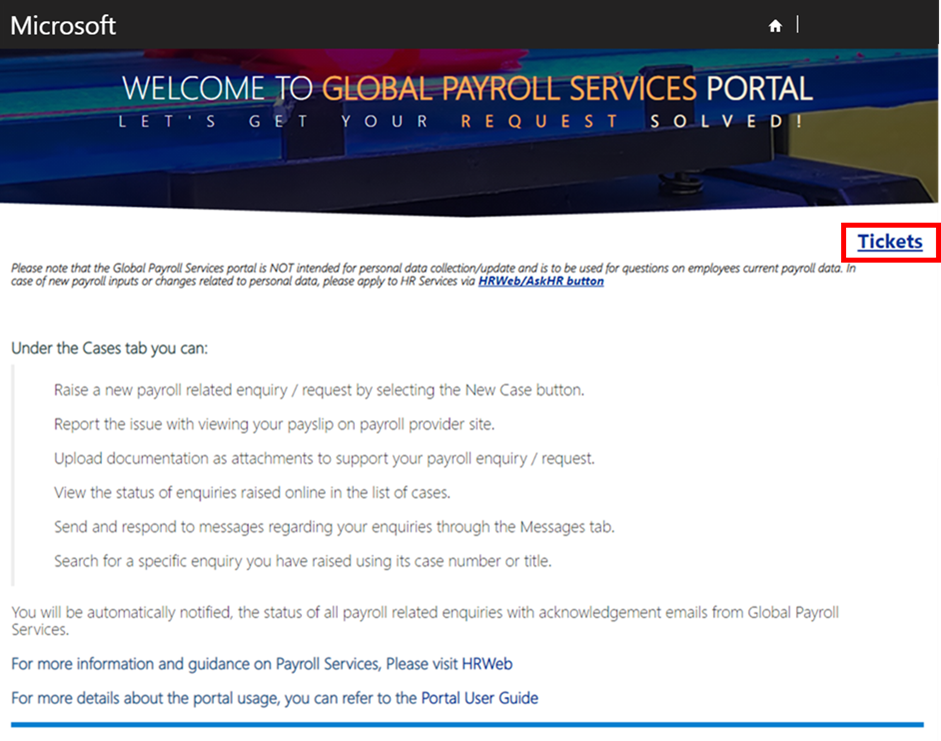 Microsoft
WELCOME TO GLOBAL PAYROLL SERVICES PORTAL
LET'S GET YOUR REQUEST SOLVED!
Tickets
Please note that the Global Payroll Services portal is NOT intended for personal data collection/update and is to be used for questions on employees current payroll data. In
case of new payroll inputs or changes related to personal data, please apply to HR Services via HRWeb/AskHR button
Under the Cases tab you can:
Raise a new payroll related enquiry / request by selecting the New Case button.
Report the issue with viewing your payslip on payroll provider site.
Upload documentation as attachments to support your payroll enquiry / request.
View the status of enquiries raised online in the list of cases.
Send and respond to messages regarding your enquiries through the Messages tab.
Search for a specific enquiry you have raised using its case number or title.
You will be automatically notified, the status of all payroll related enquiries with acknowledgement emails from Global Payroll
Services.
For more information and guidance on Payroll Services, Please visit HRWeb
For more details about the portal usage, you can refer to the Portal User Guide